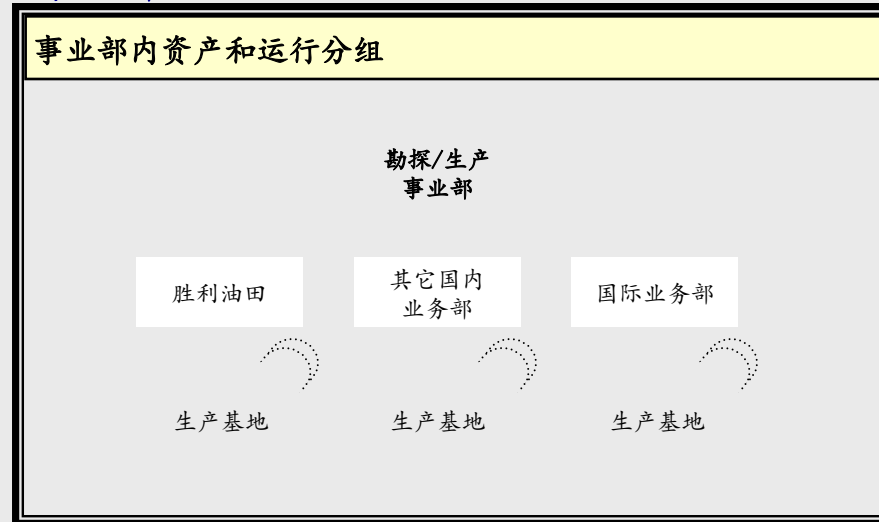 事业部内资产和运行分组
勘探/生产
事业部
胜利油田
其它国内
业务部
国际业务部
生产基地
生产基地
生产基地